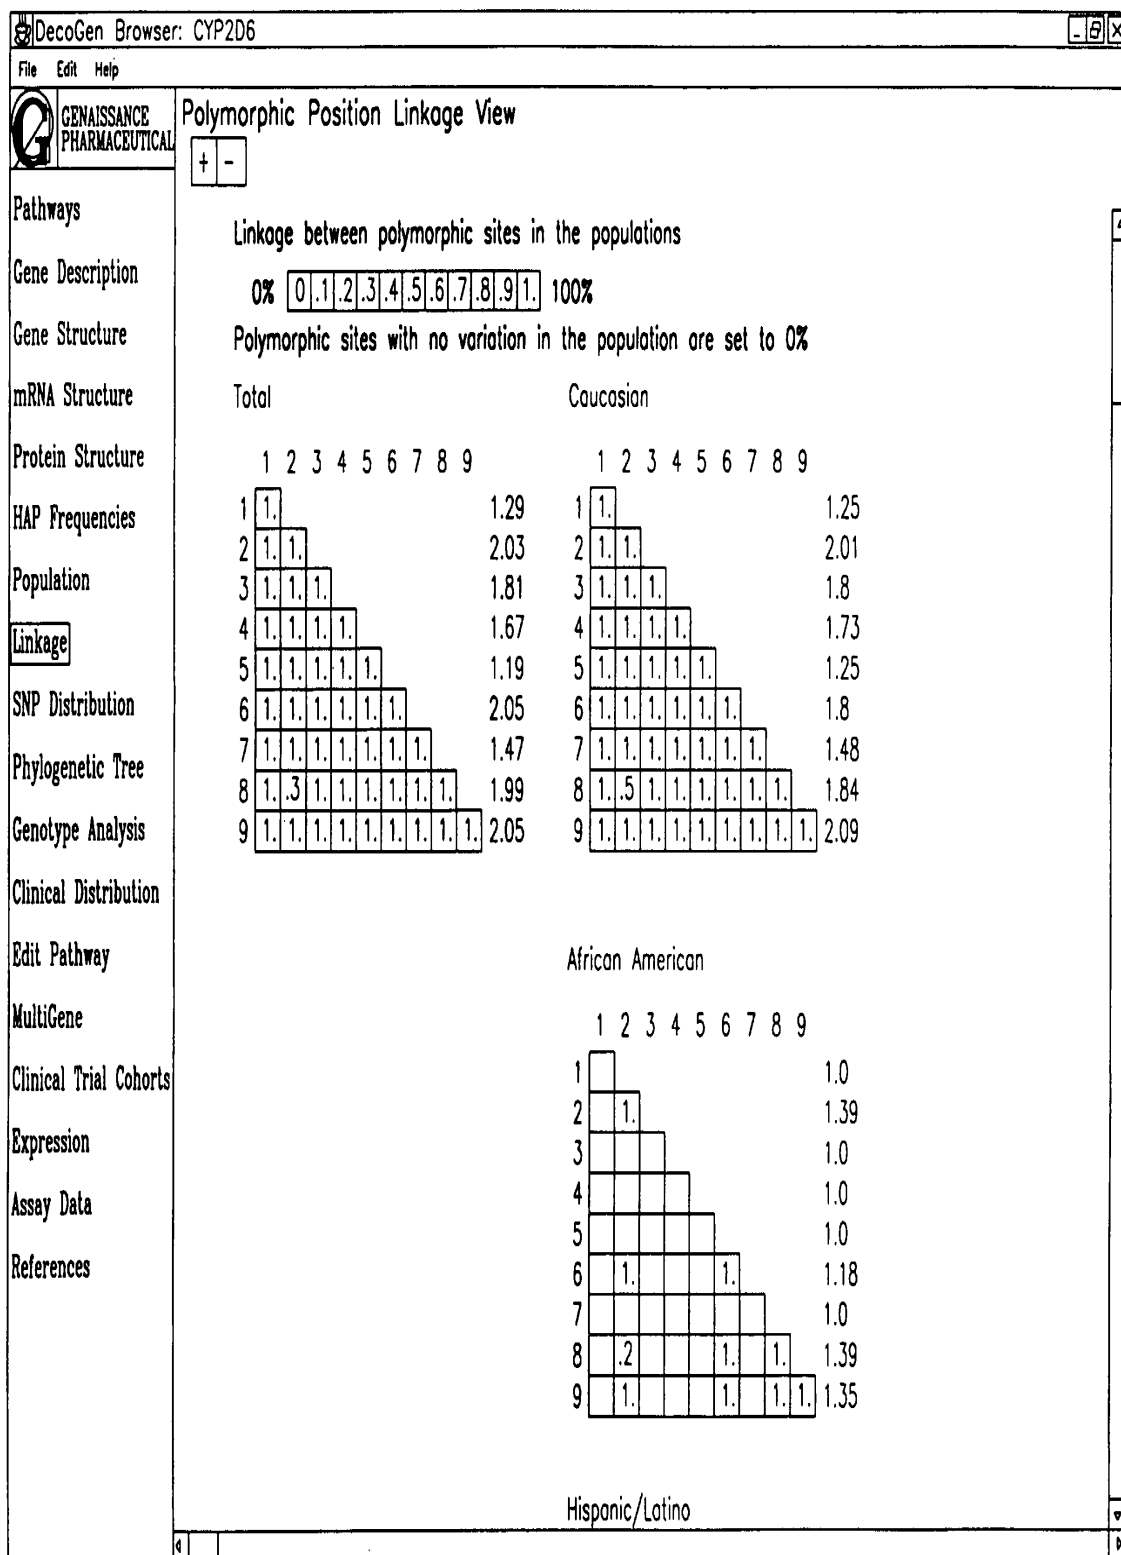 DecoGen Browser: CYP2D6
File Edit Help
GENAISSANCE
PHARMACEUTICAL
Pathways
Gene Description
Gene Structure
mRNA Structure
Protein Structure
HAP Frequencies
Population
Linkage
SNP Distribution
Phylogenetic Tree
Genotype Analysis
Clinical Distribution
Edit Pathway
MultiGene
Clinical Trial Cohorts
Expression
Assay Data
References
Polymorphic Position Linkage View
+ -
Linkage between polymorphic sites in the populations
0% 0 .1 .2 .3 .4 .5 .6 .7 .8 .9 1. 100%
Polymorphic sites with no variation in the population are set to 0%
Total
1 2 3 4 5 6 7 8 9
1 1. 1.29
2 1. 1. 2.03
3 1. 1. 1. 1.81
4 1. 1. 1. 1. 1.67
5 1. 1. 1. 1. 1. 1.19
6 1. 1. 1. 1. 1. 1. 2.05
7 1. 1. 1. 1. 1. 1. 1. 1.47
8 1. .3 1. 1. 1. 1. 1. 1. 1.99
9 1. 1. 1. 1. 1. 1. 1. 1. 1. 2.05
Caucasian
1 2 3 4 5 6 7 8 9
1 1. 1.25
2 1. 1. 2.01
3 1. 1. 1. 1.8
4 1. 1. 1. 1. 1.73
5 1. 1. 1. 1. 1. 1.25
6 1. 1. 1. 1. 1. 1. 1.8
7 1. 1. 1. 1. 1. 1. 1. 1.48
8 1. .5 1. 1. 1. 1. 1. 1. 1.84
9 1. 1. 1. 1. 1. 1. 1. 1. 1. 2.09
African American
1 2 3 4 5 6 7 8 9
1 1.0
2 1. 1.39
3 1.0
4 1.0
5 1.0
6 1. 1. 1.18
7 1.0
8 .2 1. 1. 1.39
9 1. 1. 1. 1. 1.35
Hispanic/Latino